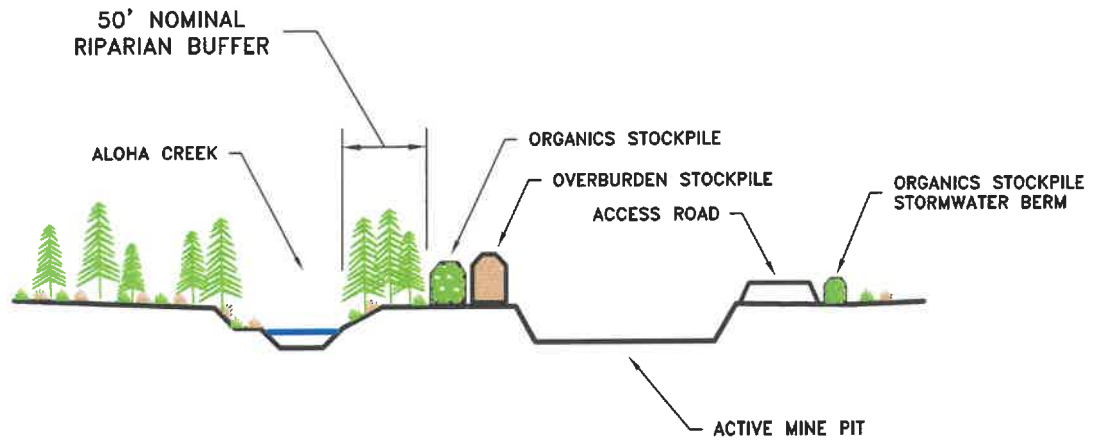 50' NOMINAL
RIPARIAN BUFFER
ALOHA CREEK
ORGANICS STOCKPILE
OVERBURDEN STOCKPILE
ACCESS ROAD
ORGANICS STOCKPILE
STORMWATER BERM
ACTIVE MINE PIT